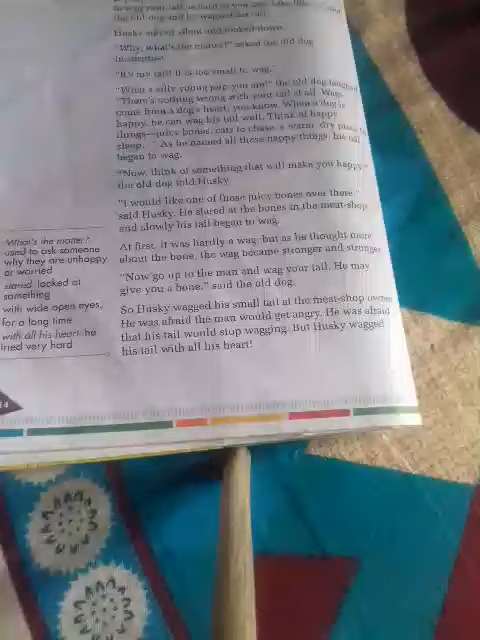 the old dog and he wagged his tail.
Husky stayed silent and looked down.
"Why, what's the matter?" asked the old dog
in surprise.
"It's my tail! It is too small to wag."
"What a silly young pup you are!" the old dog laughed
"There's nothing wrong with your tail at all. Wags
come from a dog's heart, you know. When a dog is
happy, he can wag his tail well. Think of happy
things—juicy bones, cats to chase, a warm, dry place to
sleep. " As he named all these happy things, his tail
began to wag.
"Now, think of something that will make you happy,"
the old dog told Husky.
"I would like one of those juicy bones over there,"
said Husky. He stared at the bones in the meat-shop
and slowly his tail began to wag.
At first, it was hardly a wag, but as he thought more
about the bone, the wag became stronger and stronger.
"Now go up to the man and wag your tail. He may
give you a bone," said the old dog.
So Husky wagged his small tail at the meat-shop owner.
He was afraid the man would get angry. He was afraid
that his tail would stop wagging. But Husky wagged
his tail with all his heart!
What's the matter?
used to ask someone
why they are unhappy
or worried
stared looked at
something
with wide open eyes,
for a long time
with all his heart he
tried very hard
14